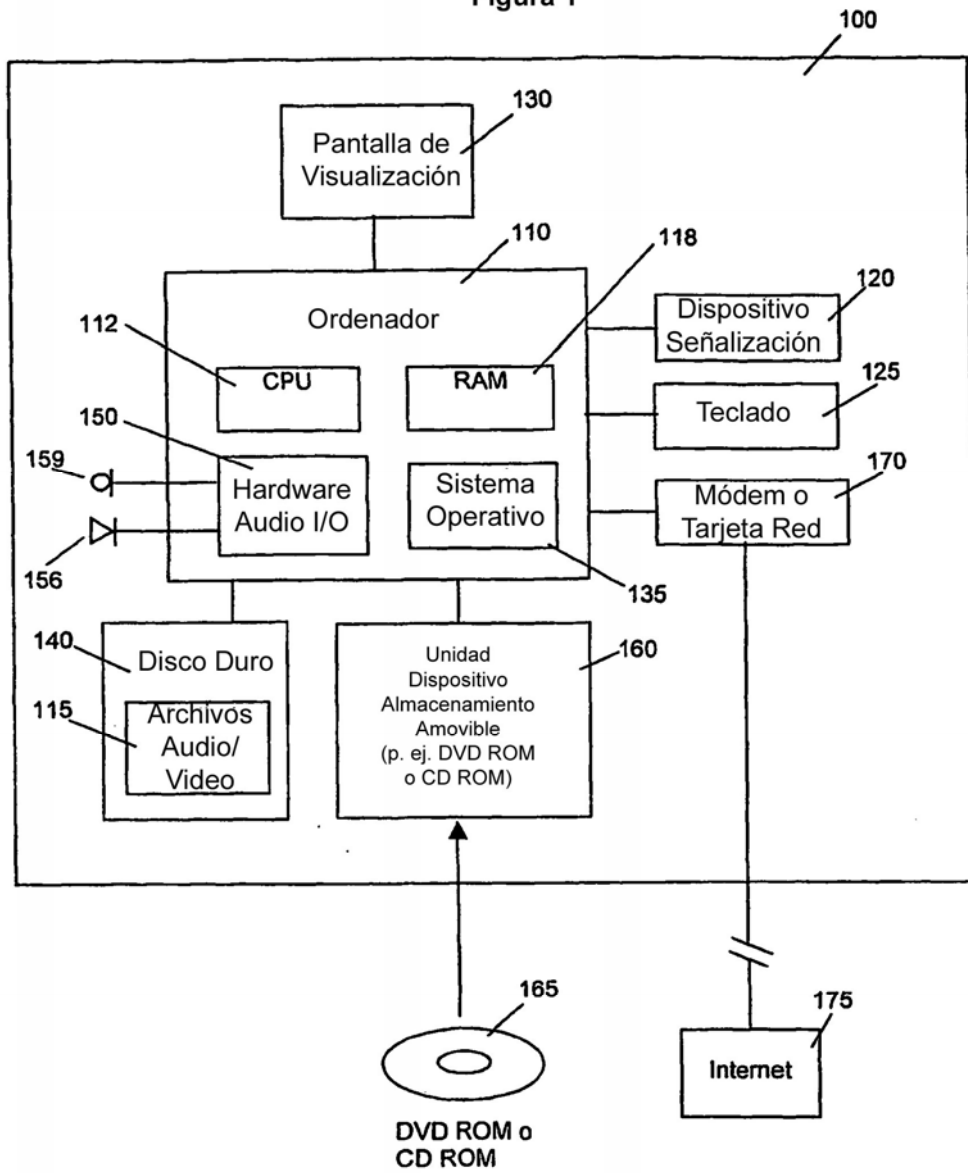 Figura 1
100
130
Pantalla de
Visualización
110
118
Ordenador
120
Dispositivo
Señalización
112
CPU
RAM
125
Teclado
150
159
Hardware
Audio I/O
Sistema
Operativo
170
Módem o
Tarjeta Red
156
135
140
Disco Duro
160
Unidad
Dispositivo
Almacenamiento
Amovible
(p. ej. DVD ROM
o CD ROM)
115
Archivos
Audio/
Video
165
175
Internet
DVD ROM o
CD ROM